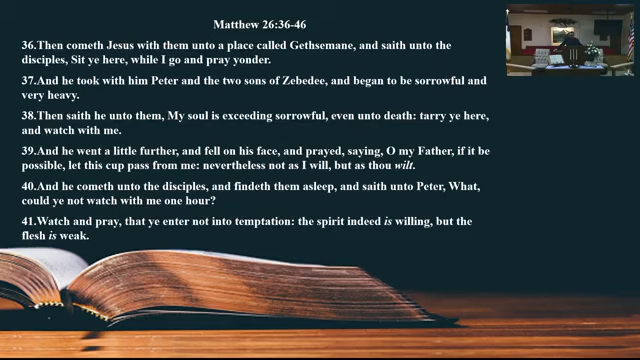 Matthew 26:36-46
36.Then cometh Jesus with them unto a place called Gethsemane, and saith unto the
disciples, Sit ye here, while I go and pray yonder.
37.And he took with him Peter and the two sons of Zebedee, and began to be sorrowful and
very heavy.
38.Then saith he unto them, My soul is exceeding sorrowful, even unto death: tarry ye here,
and watch with me.
39.And he went a little further, and fell on his face, and prayed, saying, O my Father, if it be
possible, let this cup pass from me: nevertheless not as I will, but as thou wilt.
40.And he cometh unto the disciples, and findeth them asleep, and saith unto Peter, What,
could ye not watch with me one hour?
41.Watch and pray, that ye enter not into temptation: the spirit indeed is willing, but the
flesh is weak.